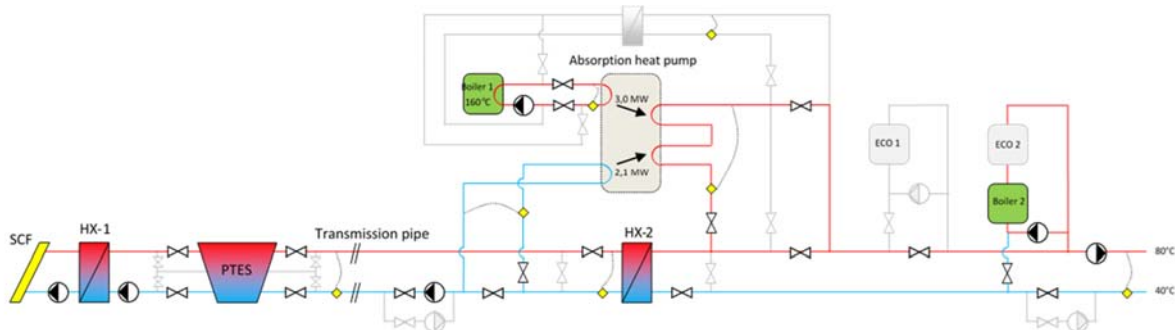 Absorption heat pump
Boiler 1
160°C
3,0 MW
2,1 MW
ECO 1
ECO 2
Boiler 2
SCF
HX-1
PTES
Transmission pipe
HX-2
80°C
40°C